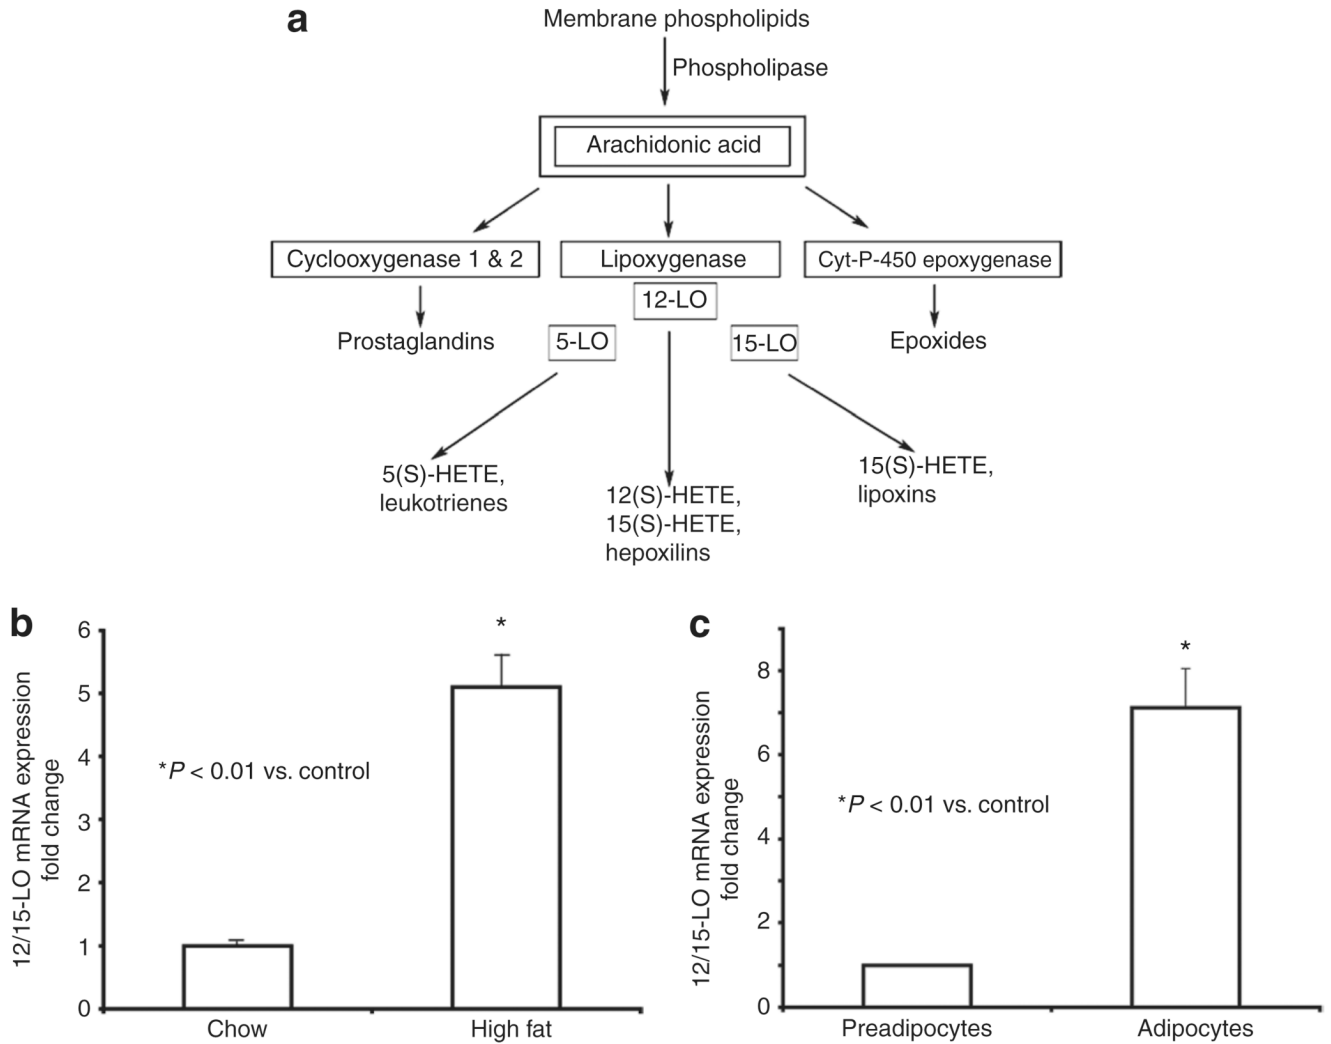 a
Membrane phospholipids
Phospholipase
Arachidonic acid
Cyclooxygenase 1 & 2
Lipoxygenase
Cyt-P-450 epoxygenase
12-LO
Prostaglandins
5-LO
15-LO
Epoxides
5(S)-HETE,
leukotrienes
12(S)-HETE,
15(S)-HETE,
hepoxilins
15(S)-HETE,
lipoxins
b
12/15-LO mRNA expression
fold change
6
5
4
3
2
1
0
*
*P < 0.01 vs. control
Chow
High fat
c
12/15-LO mRNA expression
fold change
8
6
4
2
0
*
*P < 0.01 vs. control
Preadipocytes
Adipocytes